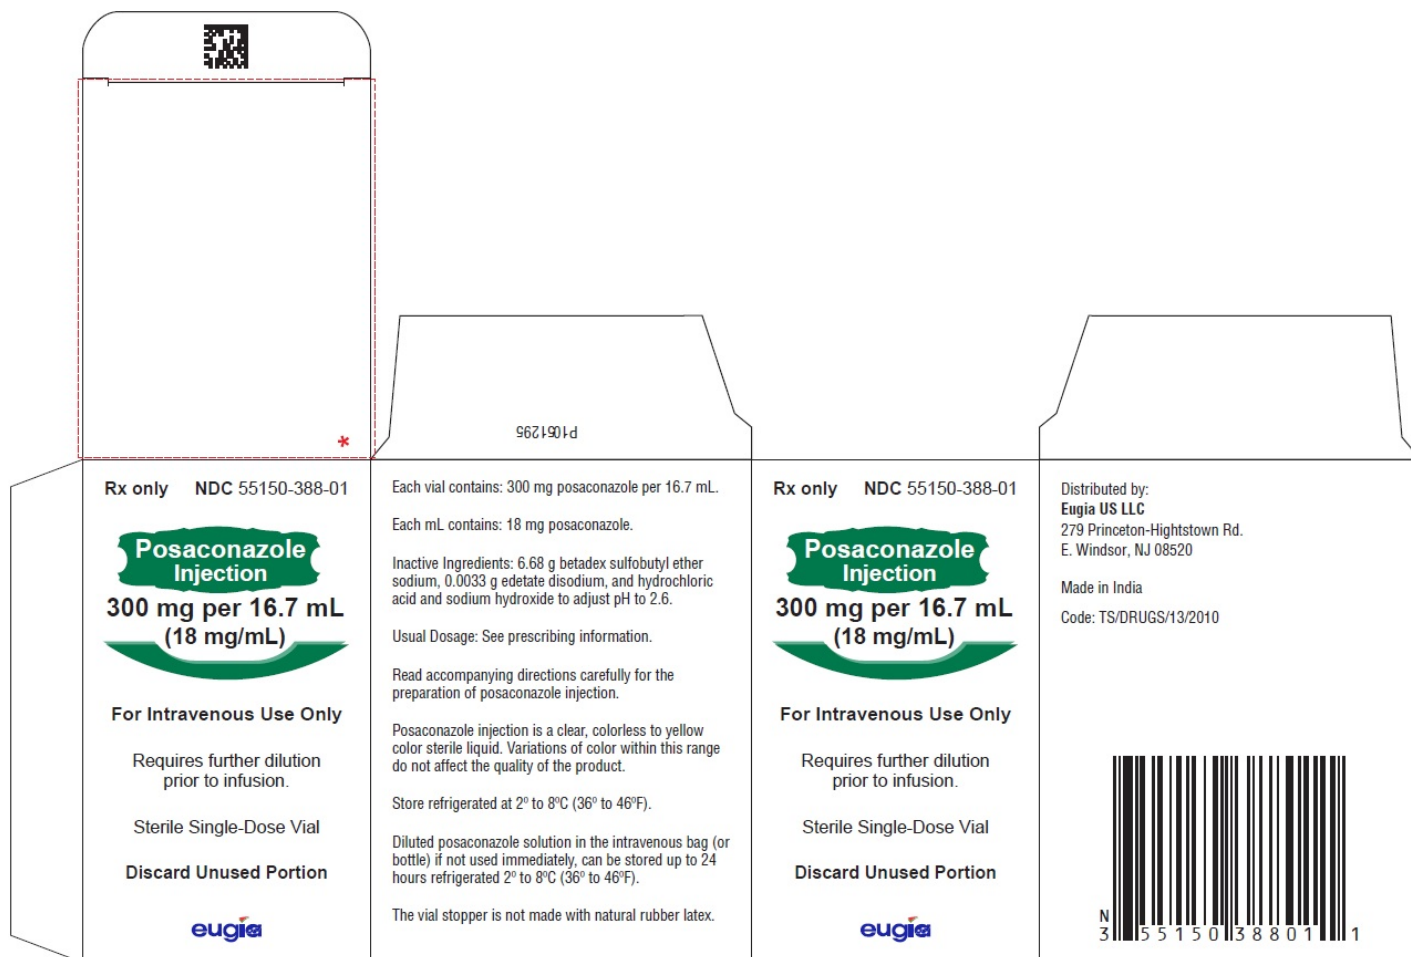 P1051295
Rx only NDC 55150-388-01
Posaconazole
Injection
300 mg per 16.7 mL
(18 mg/mL)
For Intravenous Use Only
Requires further dilution
prior to infusion.
Sterile Single-Dose Vial
Discard Unused Portion
eugia
Each vial contains: 300 mg posaconazole per 16.7 mL.
Each mL contains: 18 mg posaconazole.
Inactive Ingredients: 6.68 g betadex sulfobutyl ether
sodium, 0.0033 g edetate disodium, and hydrochloric
acid and sodium hydroxide to adjust pH to 2.6.
Usual Dosage: See prescribing information.
Read accompanying directions carefully for the
preparation of posaconazole injection.
Posaconazole injection is a clear, colorless to yellow
color sterile liquid. Variations of color within this range
do not affect the quality of the product.
Store refrigerated at 2º to 8ºC (36º to 46ºF).
Diluted posaconazole solution in the intravenous bag (or
bottle) if not used immediately, can be stored up to 24
hours refrigerated 2º to 8ºC (36º to 46ºF).
The vial stopper is not made with natural rubber latex.
Rx only NDC 55150-388-01
Posaconazole
Injection
300 mg per 16.7 mL
(18 mg/mL)
For Intravenous Use Only
Requires further dilution
prior to infusion.
Sterile Single-Dose Vial
Discard Unused Portion
eugia
Distributed by:
Eugia US LLC
279 Princeton-Hightstown Rd.
E. Windsor, NJ 08520
Made in India
Code: TS/DRUGS/13/2010
N
3 55150 38801 1